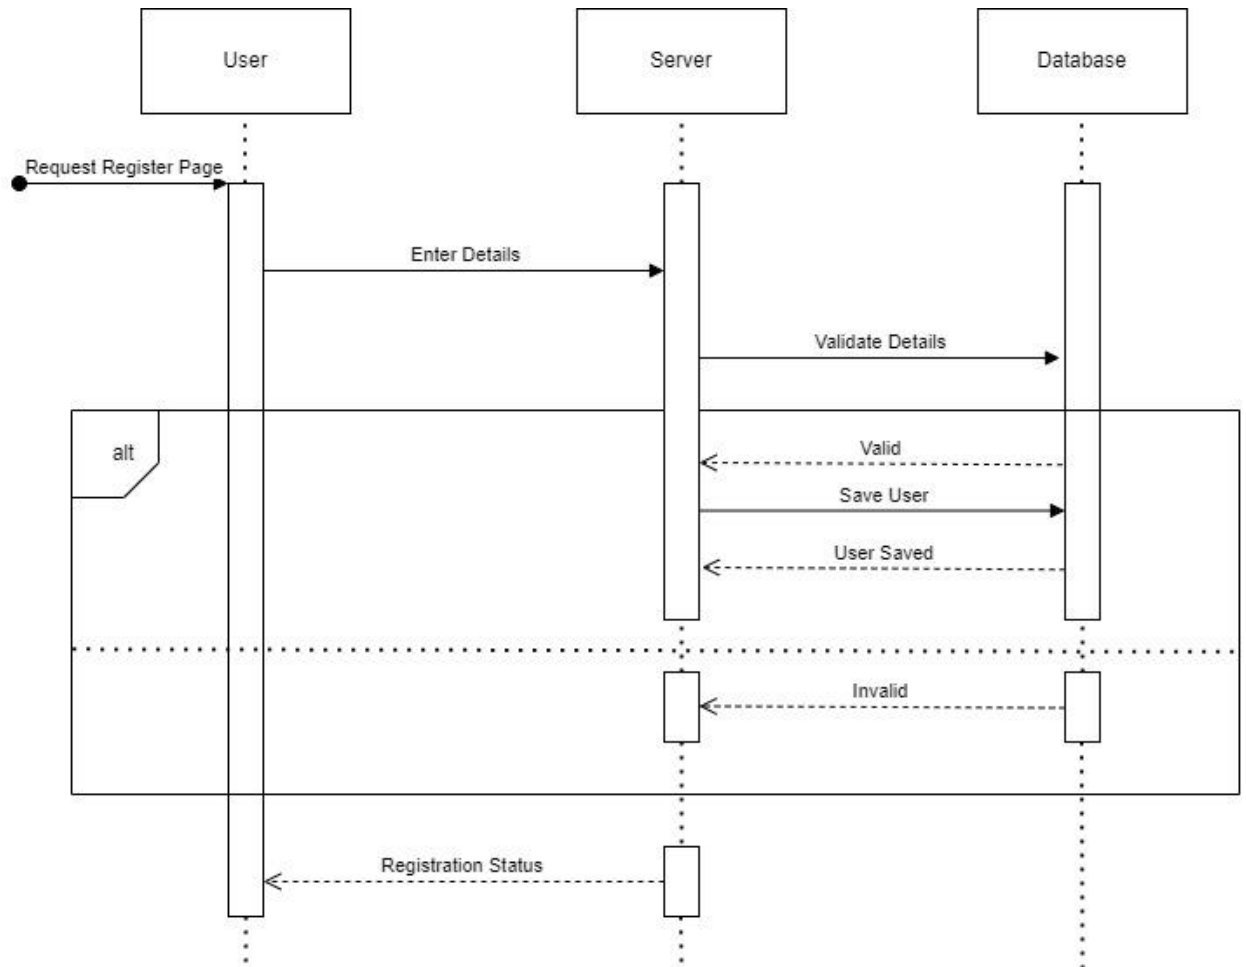 User
Server
Database
Request Register Page
Enter Details
Validate Details
alt
Valid
Save User
User Saved
Invalid
Registration Status